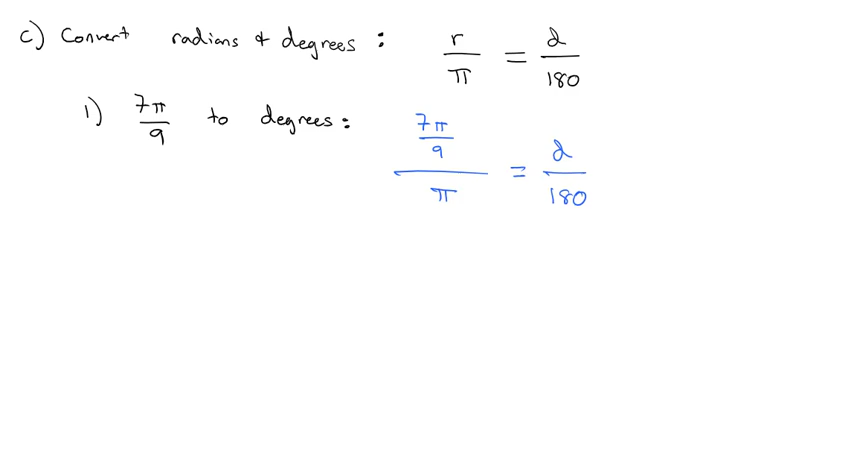 c) Convert radians & degrees : r/π = d/180
1) 7π/9 to degrees : (7π/9)/π = d/180